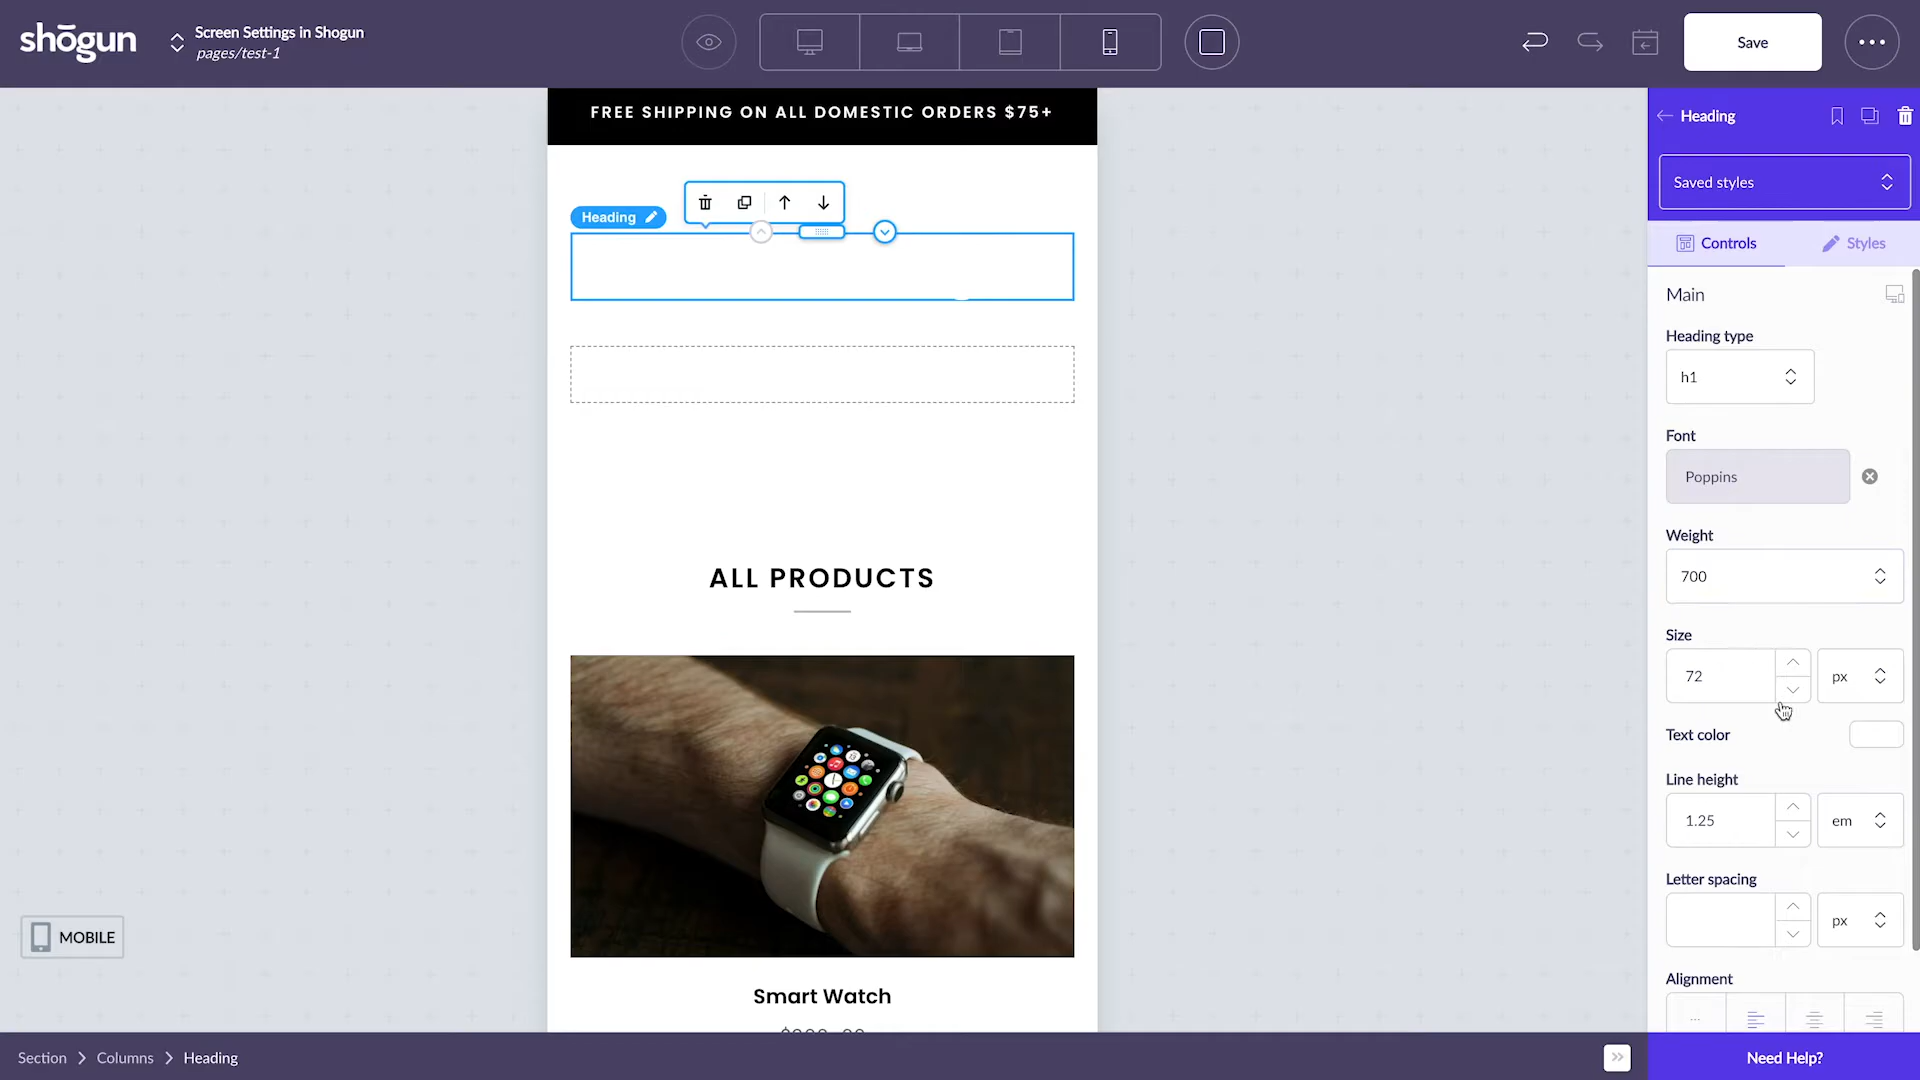 shōgun
Screen Settings in Shogun
pages/test-1
Save
FREE SHIPPING ON ALL DOMESTIC ORDERS $75+
Heading
ALL PRODUCTS
Smart Watch
MOBILE
Heading
Saved styles
Controls
Styles
Main
Heading type
h1
Font
Poppins
Weight
700
Size
72
px
Text color
Line height
1.25
em
Letter spacing
px
Alignment
...
Section
Columns
Heading
Need Help?